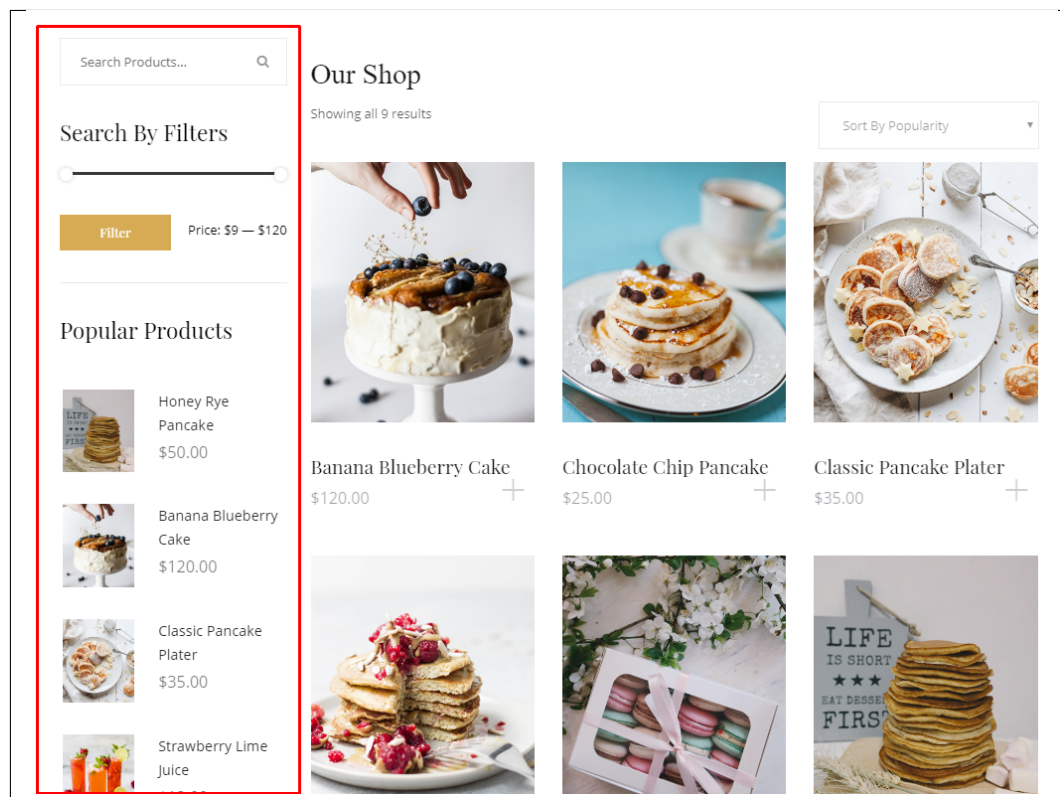 Search Products...
Search By Filters
Filter
Price: $9 — $120
Popular Products
Honey Rye
Pancake
$50.00
Banana Blueberry
Cake
$120.00
Classic Pancake
Plater
$35.00
Strawberry Lime
Juice
Our Shop
Showing all 9 results
Sort By Popularity
Banana Blueberry Cake
$120.00
Chocolate Chip Pancake
$25.00
Classic Pancake Plater
$35.00
LIFE
IS SHORT
EAT DESSE
FIRS